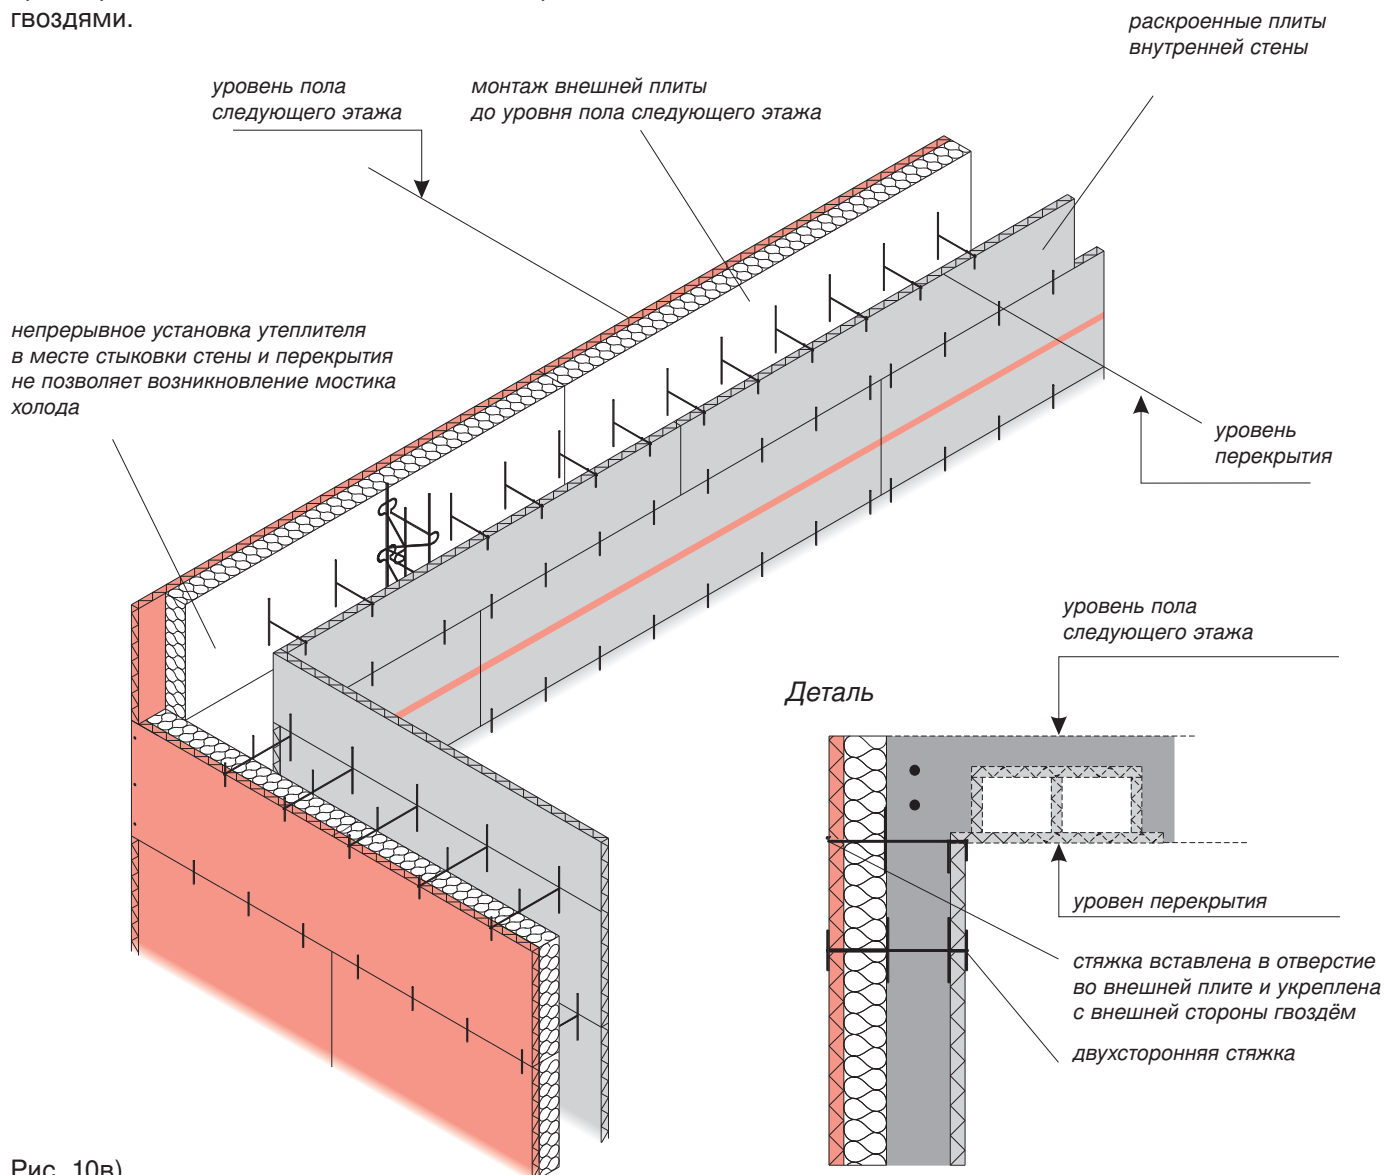 гвоздями.
раскроенные плиты
внутренней стены
уровень пола
следующего этажа
монтаж внешней плиты
до уровня пола следующего этажа
непрерывное установка утеплителя
в месте стыковки стены и перекрытия
не позволяет возникновление мостика
холода
уровень
перекрытия
уровень пола
следующего этажа
Деталь
уровен перекрытия
стяжка вставлена в отверстие
во внешней плите и укреплена
с внешней стороны гвоздём
двухсторонняя стяжка
Рис. 10в)